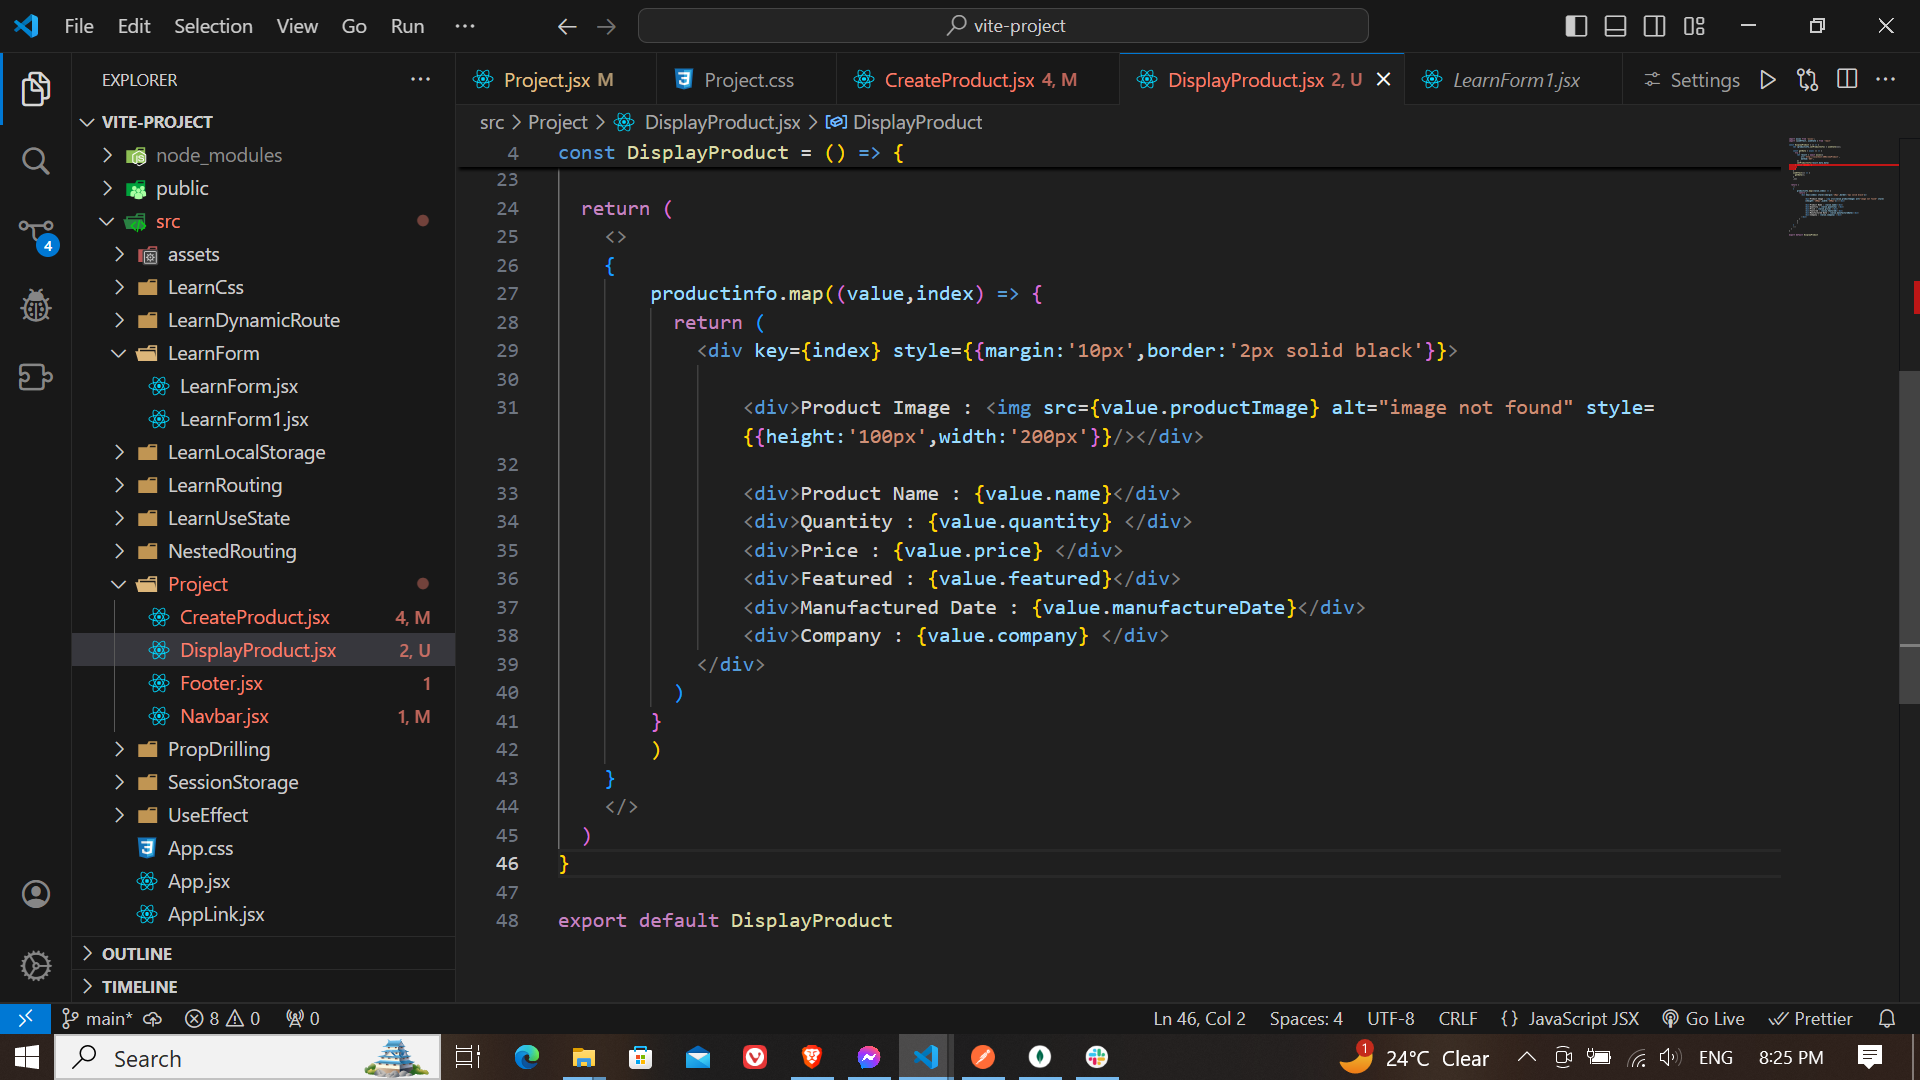 File Edit Selection View Go Run ···
vite-project
EXPLORER ···
VITE-PROJECT
node_modules
public
src
assets
LearnCss
LearnDynamicRoute
LearnForm
LearnForm.jsx
LearnForm1.jsx
LearnLocalStorage
LearnRouting
LearnUseState
NestedRouting
Project
CreateProduct.jsx 4, M
DisplayProduct.jsx 2, U
Footer.jsx 1
Navbar.jsx 1, M
PropDrilling
SessionStorage
UseEffect
App.css
App.jsx
AppLink.jsx
OUTLINE
TIMELINE
4
Project.jsx M Project.css CreateProduct.jsx 4, M DisplayProduct.jsx 2, U LearnForm1.jsx Settings ···
src > Project > DisplayProduct.jsx > DisplayProduct
4 const DisplayProduct = () => {
23
24 return (
25 <>
26 {
27 productinfo.map((value,index) => {
28 return (
29 <div key={index} style={{margin:'10px',border:'2px solid black'}}>
30
31 <div>Product Image : <img src={value.productImage} alt="image not found" style=
{{height:'100px',width:'200px'}}/></div>
32
33 <div>Product Name : {value.name}</div>
34 <div>Quantity : {value.quantity} </div>
35 <div>Price : {value.price} </div>
36 <div>Featured : {value.featured}</div>
37 <div>Manufactured Date : {value.manufactureDate}</div>
38 <div>Company : {value.company} </div>
39 </div>
40 )
41 }
42 )
43 }
44 </>
45 )
46 }
47
48 export default DisplayProduct
main* 8 0 0 Ln 46, Col 2 Spaces: 4 UTF-8 CRLF {} JavaScript JSX Go Live Prettier
Search 1 24°C Clear ENG 8:25 PM